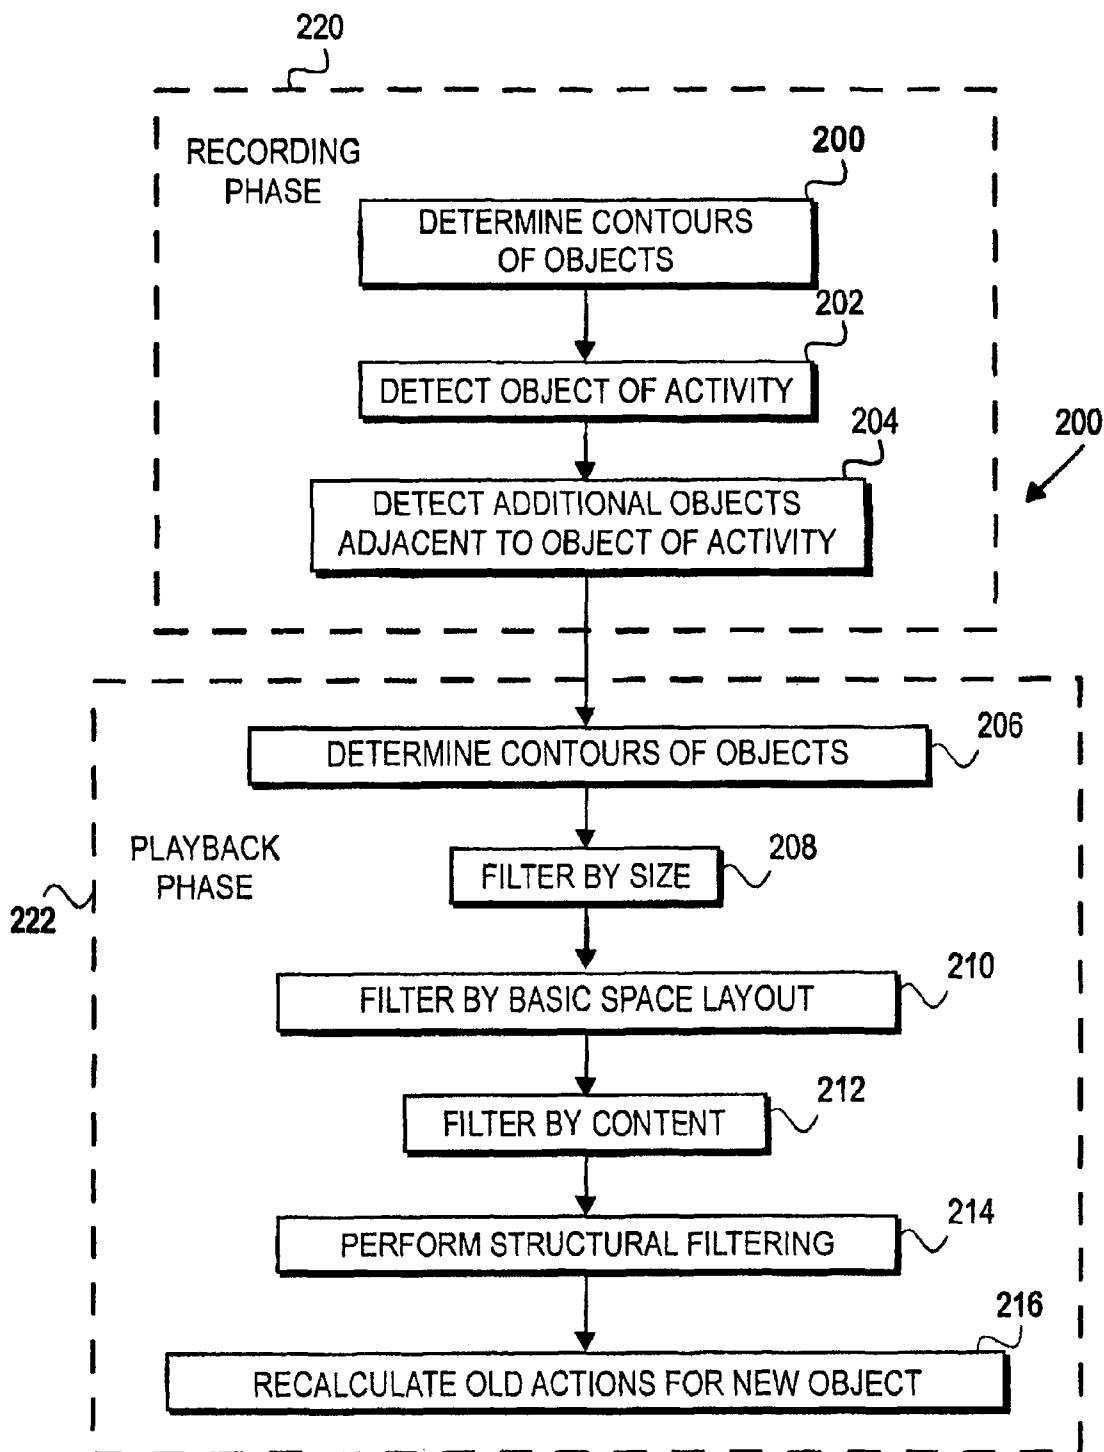 220
RECORDING
PHASE
200
DETERMINE CONTOURS
OF OBJECTS
202
DETECT OBJECT OF ACTIVITY
204
200
DETECT ADDITIONAL OBJECTS
ADJACENT TO OBJECT OF ACTIVITY
206
DETERMINE CONTOURS OF OBJECTS
PLAYBACK
PHASE
222
208
FILTER BY SIZE
210
FILTER BY BASIC SPACE LAYOUT
212
FILTER BY CONTENT
214
PERFORM STRUCTURAL FILTERING
216
RECALCULATE OLD ACTIONS FOR NEW OBJECT